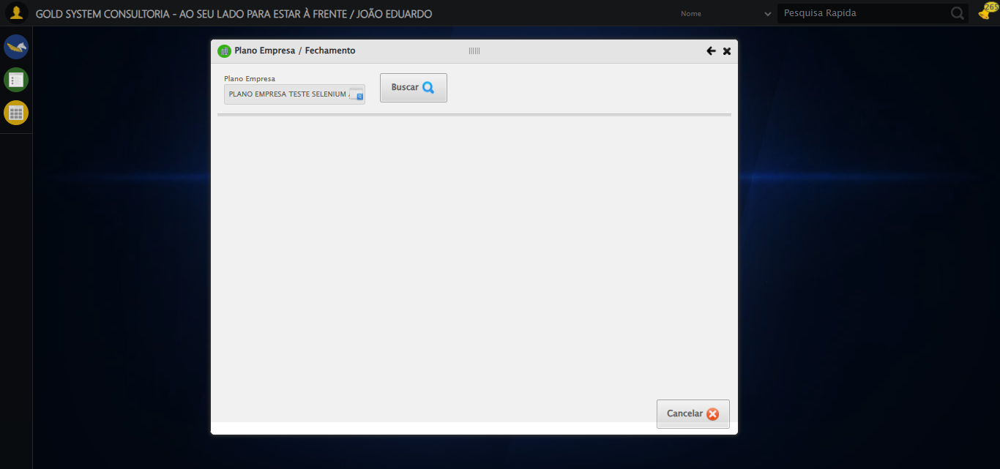 GOLD SYSTEM CONSULTORIA - AO SEU LADO PARA ESTAR À FRENTE / JOÃO EDUARDO
Nome
Pesquisa Rapida
265
Plano Empresa / Fechamento
Plano Empresa
PLANO EMPRESA TESTE SELENIUM
Buscar
Cancelar